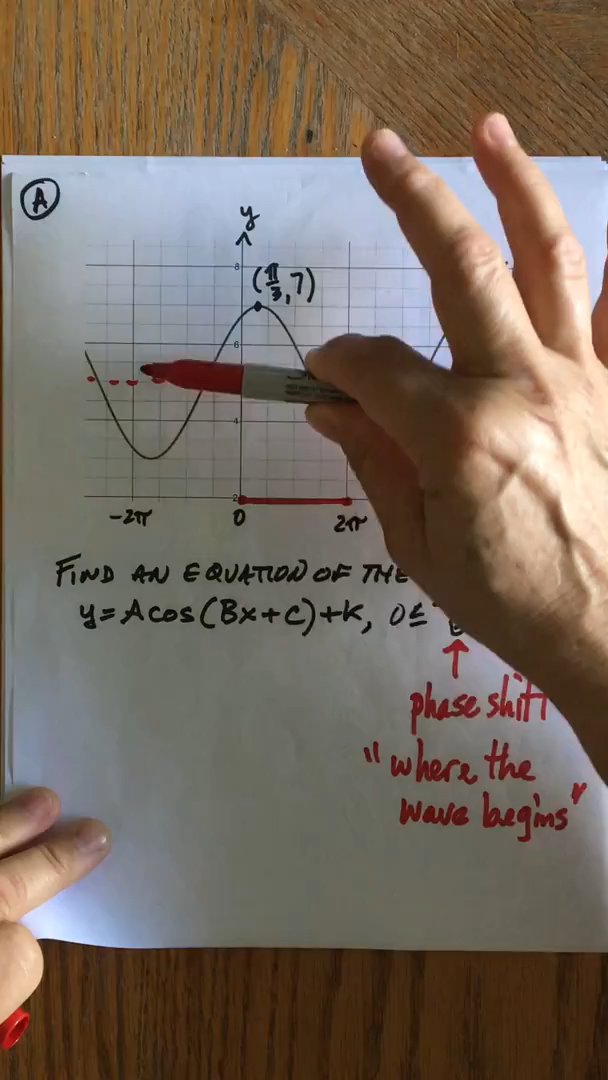 A
y
8
(π/3, 7)
6
4
2
-2π 0 2π
FIND AN EQUATION OF THE
y=Acos(Bx+C)+K, 0≤
phase shift
"where the
wave begins"